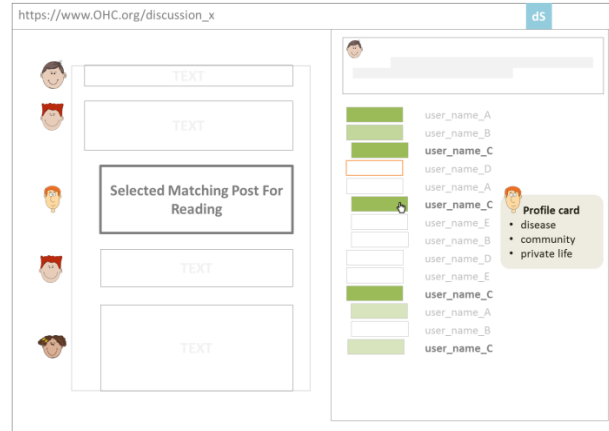 https://www.OHC.org/discussion_x
dS
TEXT
TEXT
Selected Matching Post For
Reading
TEXT
TEXT
user_name_A
user_name_B
user_name_C
user_name_D
user_name_A
user_name_C
user_name_E
user_name_B
user_name_D
user_name_E
user_name_C
user_name_A
user_name_B
user_name_C
Profile card
• disease
• community
• private life